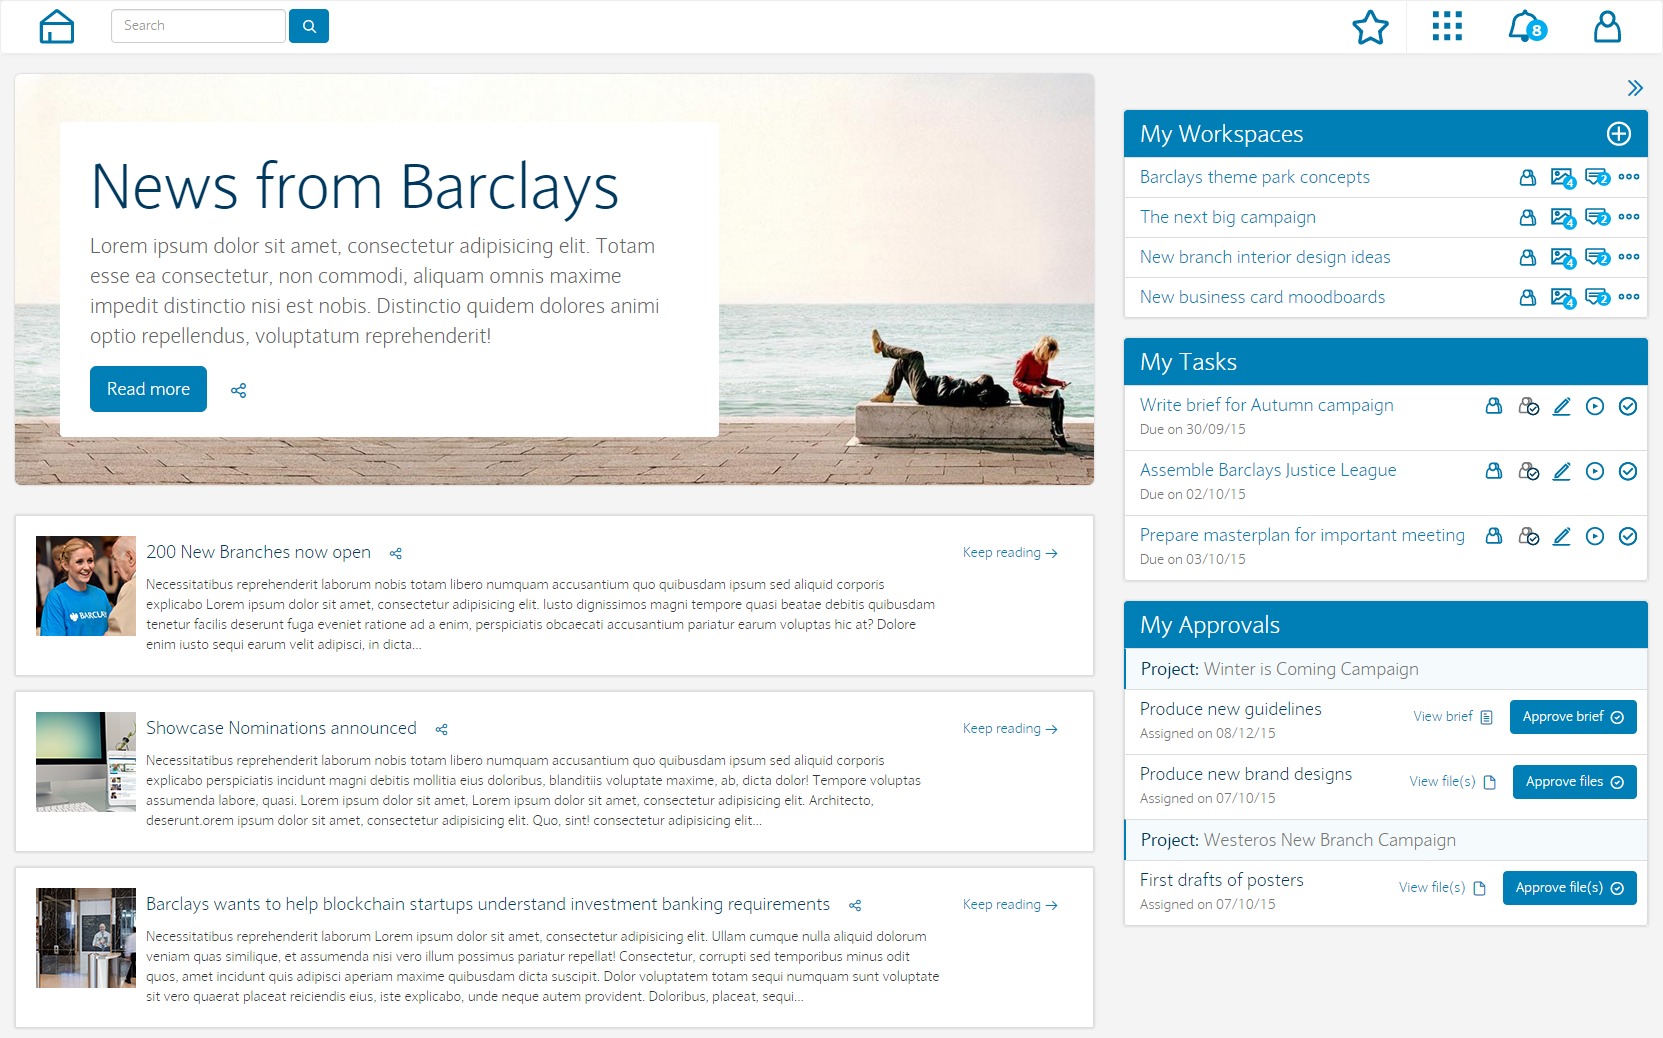 Search
8
News from Barclays
Lorem ipsum dolor sit amet, consectetur adipisicing elit. Totam
esse ea consectetur, non commodi, aliquam omnis maxime
impedit distinctio nisi est nobis. Distinctio quidem dolores animi
optio repellendus, voluptatum reprehenderit!
Read more
200 New Branches now open
Keep reading →
Necessitatibus reprehenderit laborum nobis totam libero numquam accusantium quo quibusdam ipsum sed aliquid corporis
explicabo Lorem ipsum dolor sit amet, consectetur adipisicing elit. Iusto dignissimos magni tempore quasi beatae debitis quibusdam
tenetur facilis deserunt fuga eveniet ratione ad a enim, perspiciatis obcaecati accusantium pariatur earum voluptas hic at? Dolore
enim iusto sequi earum velit adipisci, in dicta...
BARCLAY
Showcase Nominations announced
Keep reading →
Necessitatibus reprehenderit laborum nobis totam libero numquam accusantium quo quibusdam ipsum sed aliquid corporis
explicabo perspiciatis incidunt magni debitis mollitia eius doloribus, blanditiis voluptate maxime, ab, dicta dolor! Tempore voluptas
assumenda labore, quasi. Lorem ipsum dolor sit amet, Lorem ipsum dolor sit amet, consectetur adipisicing elit. Architecto,
deserunt.orem ipsum dolor sit amet, consectetur adipisicing elit. Quo, sint! consectetur adipisicing elit...
Barclays wants to help blockchain startups understand investment banking requirements
Keep reading →
Necessitatibus reprehenderit laborum Lorem ipsum dolor sit amet, consectetur adipisicing elit. Ullam cumque nulla aliquid dolorum
veniam quas similique, et assumenda nisi vero illum possimus pariatur repellat! Consectetur, corrupti sed temporibus minus odit
quos, amet incidunt quis adipisci aperiam maxime quibusdam dicta suscipit. Dolor voluptatem totam sequi numquam sunt voluptate
sit vero quaerat placeat reiciendis eius, iste explicabo, unde neque autem provident. Doloribus, placeat, sequi...
My Workspaces
Barclays theme park concepts 4 2
The next big campaign 4 2
New branch interior design ideas 4 2
New business card moodboards 4 2
My Tasks
Write brief for Autumn campaign
Due on 30/09/15
Assemble Barclays Justice League
Due on 02/10/15
Prepare masterplan for important meeting
Due on 03/10/15
My Approvals
Project: Winter is Coming Campaign
Produce new guidelines
Assigned on 08/12/15
View brief
Approve brief
Produce new brand designs
Assigned on 07/10/15
View file(s)
Approve files
Project: Westeros New Branch Campaign
First drafts of posters
Assigned on 07/10/15
View file(s)
Approve file(s)